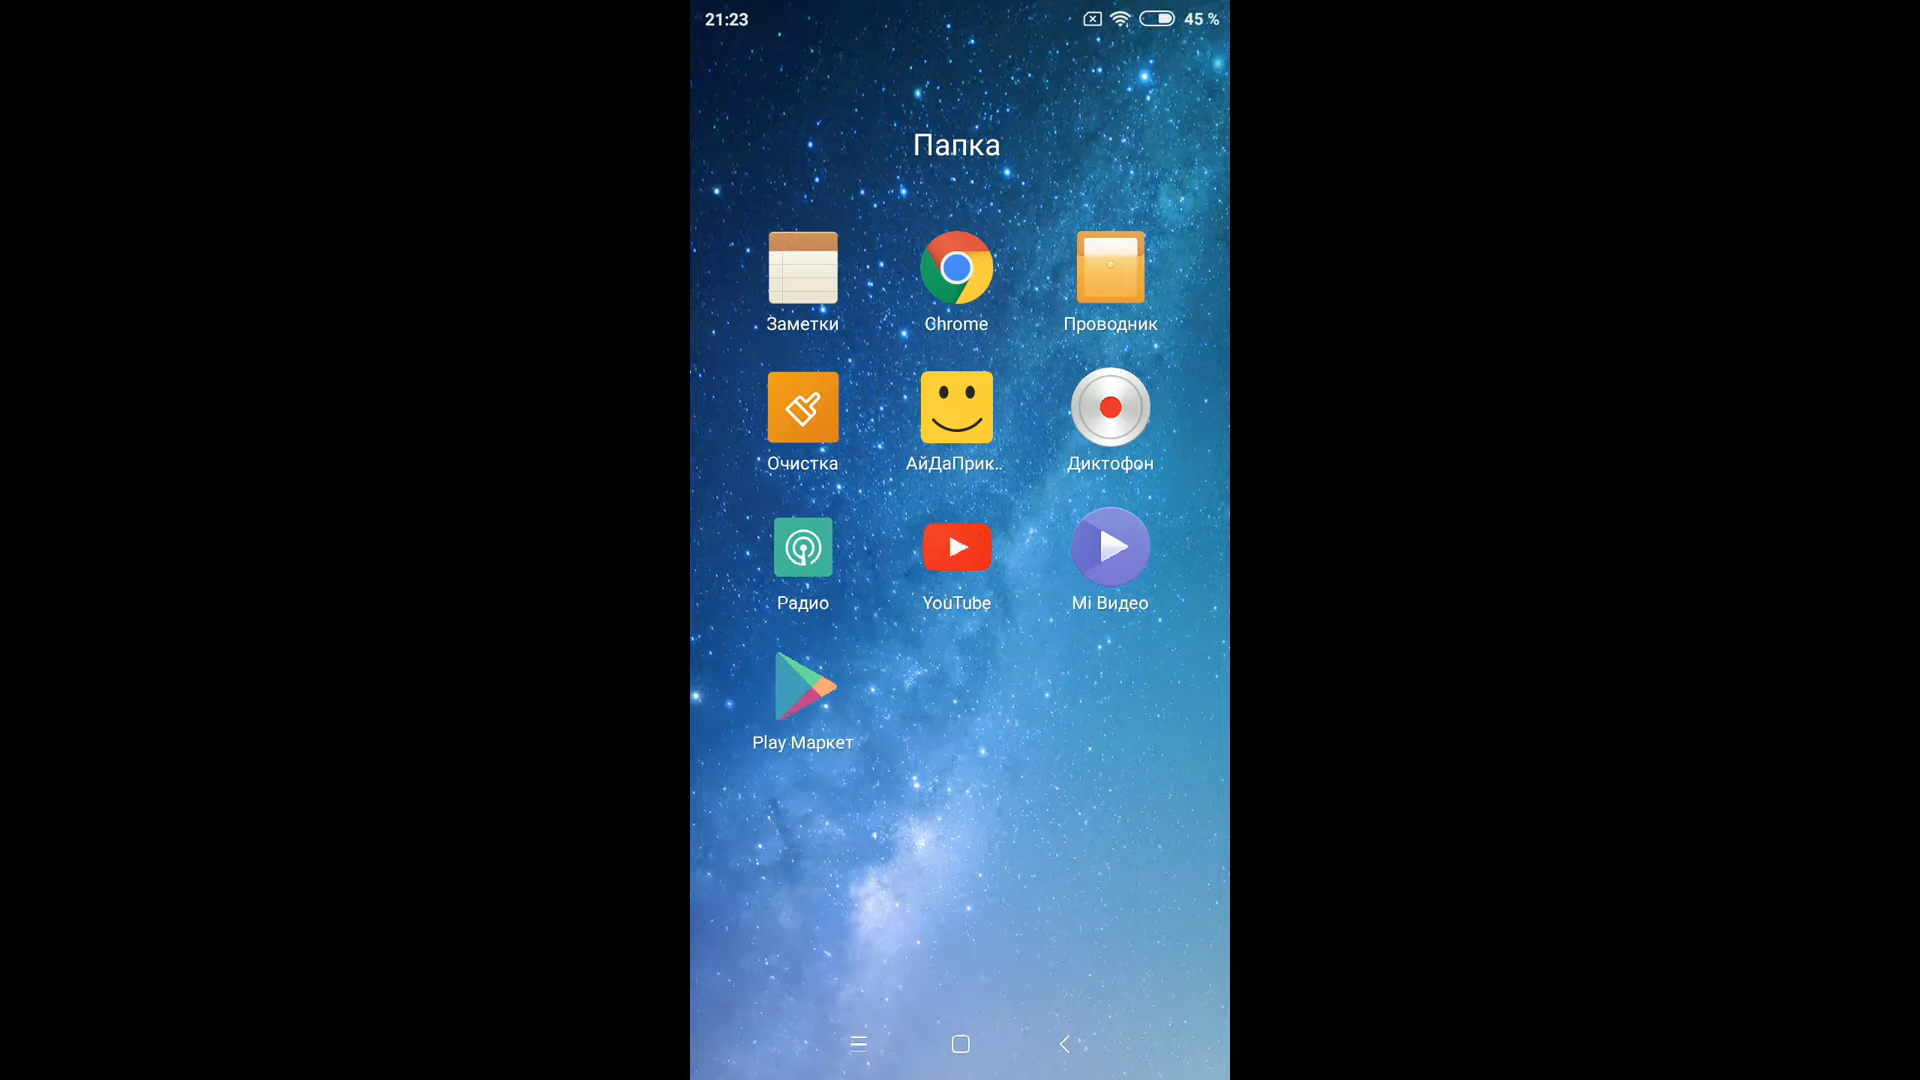 21:23
45 %
Папка
Заметки
Chrome
Проводник
Очистка
АйДаПрик..
Диктофон
Радио
YouTube
Mi Видео
Play Маркет